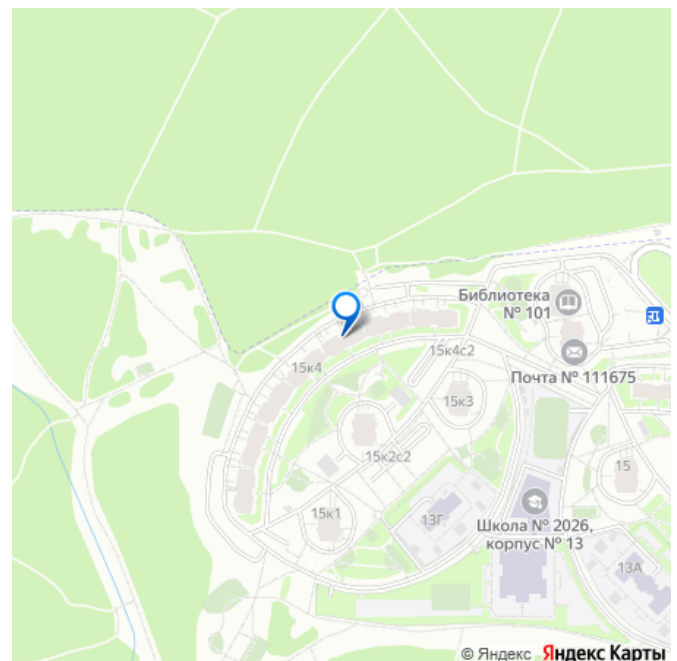 Библиотека
№ 101
Почта № 111675
15к4с2
15к4
15к3
15к2с2
15
15к1
13Г
Школа № 2026,
корпус № 13
13А
© Яндекс Яндекс Карты